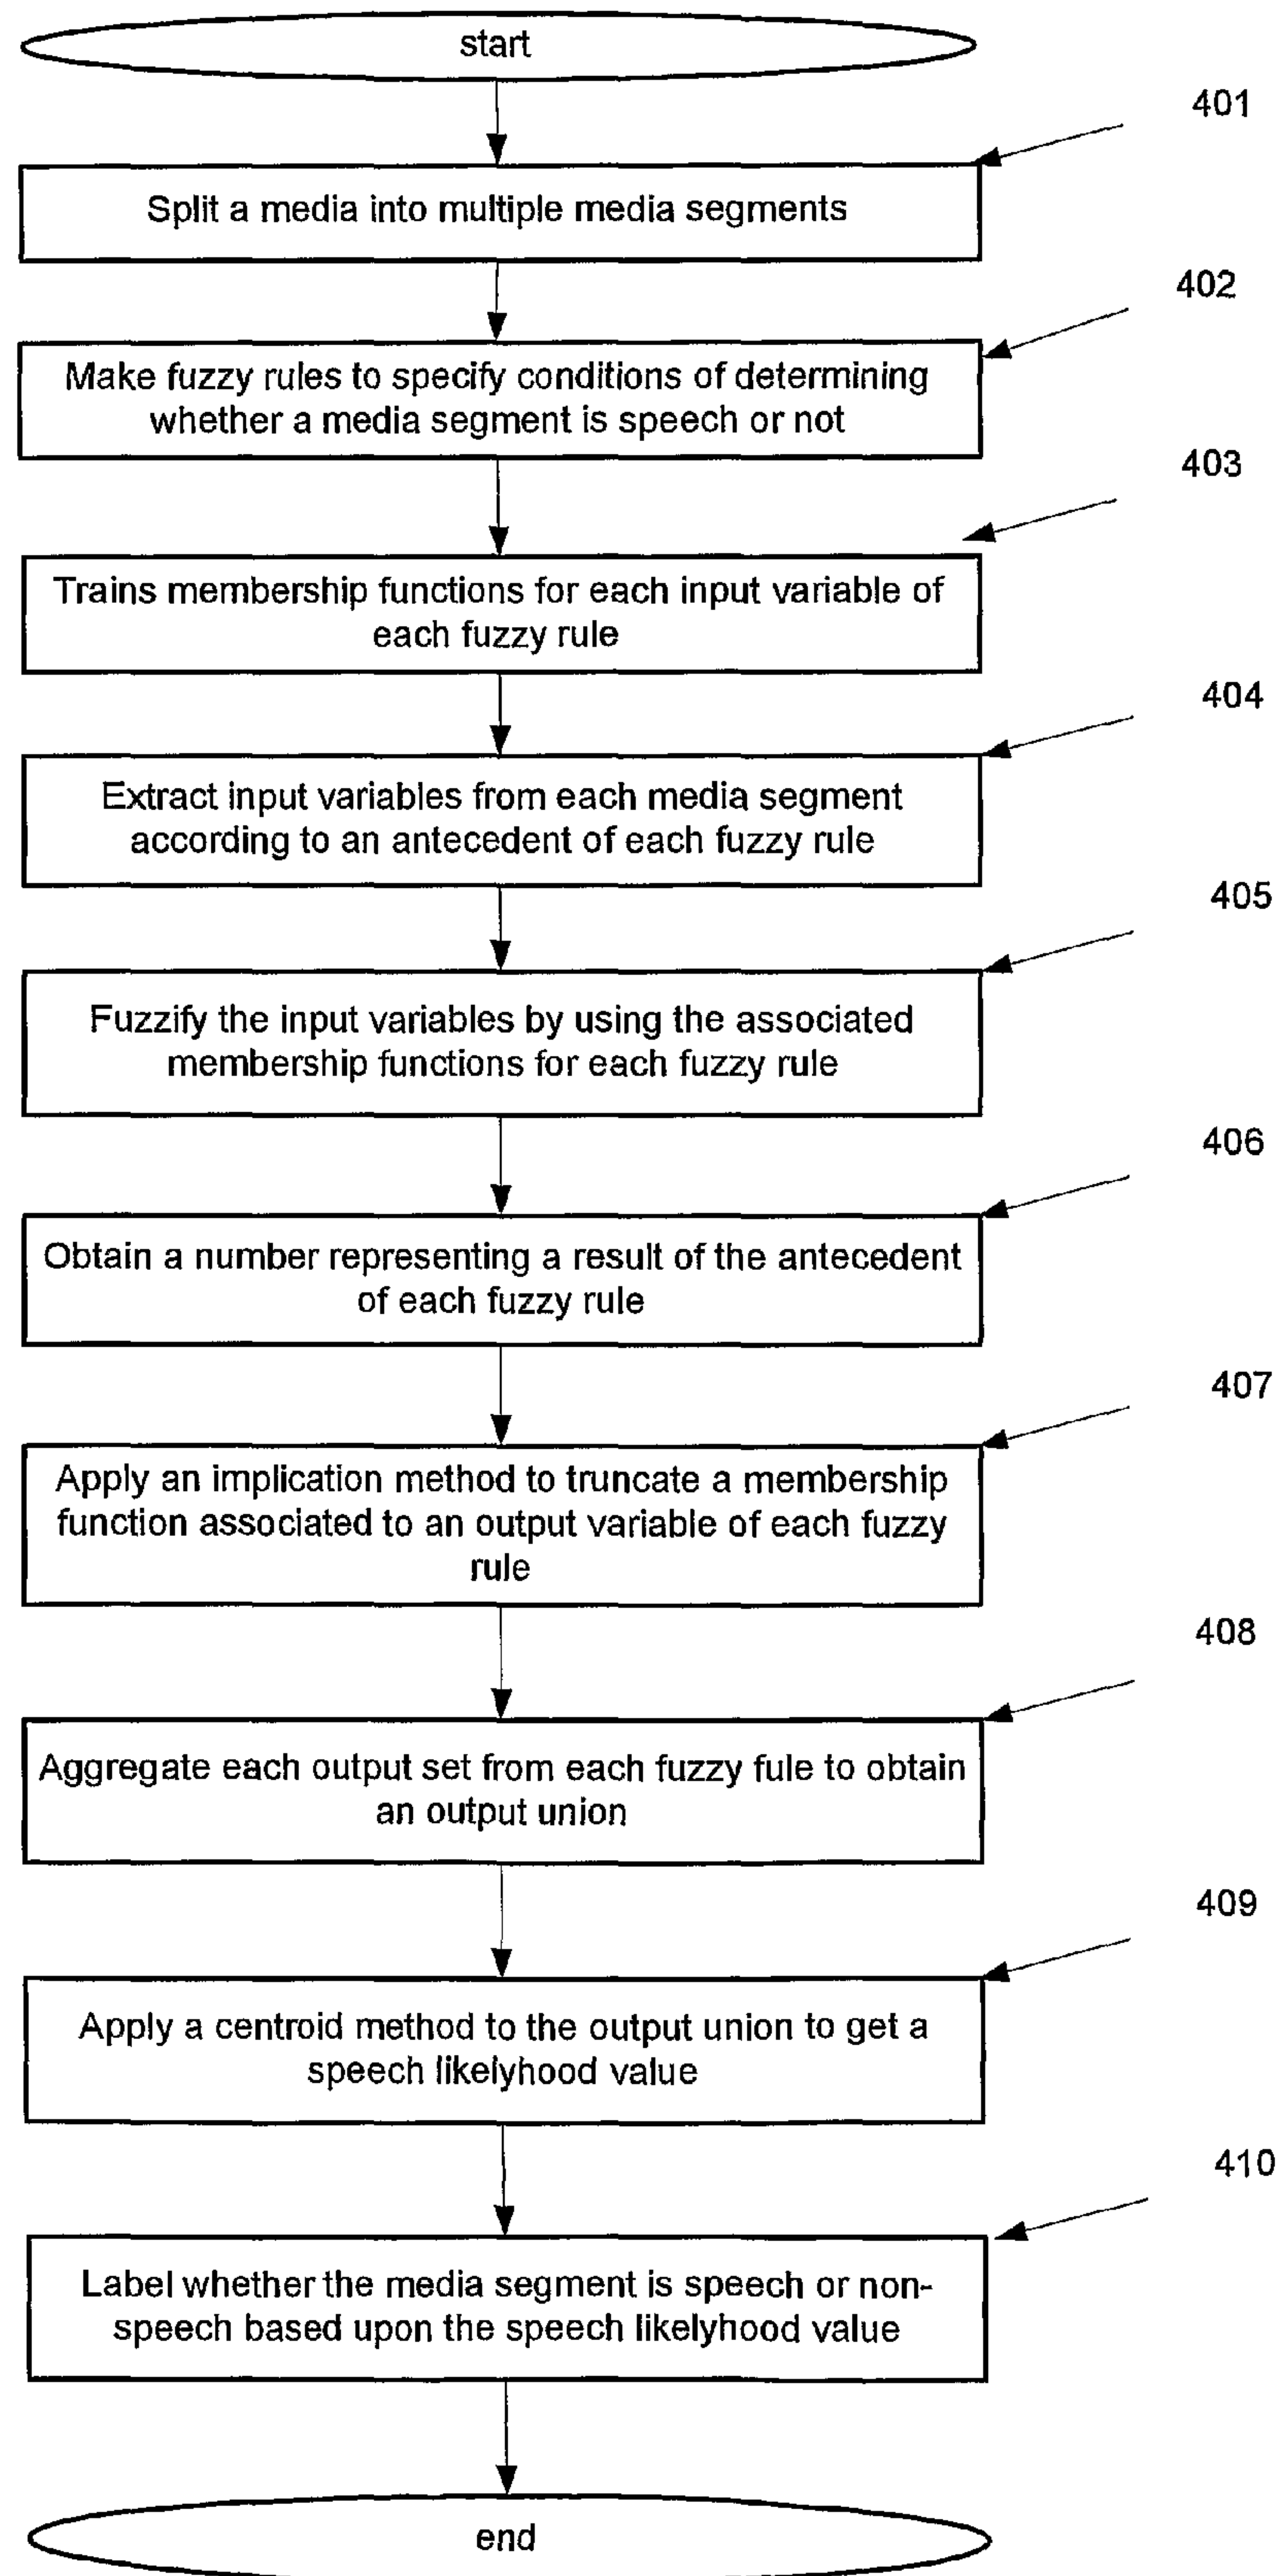 start
401
Split a media into multiple media segments
402
Make fuzzy rules to specify conditions of determining
whether a media segment is speech or not
403
Trains membership functions for each input variable of
each fuzzy rule
404
Extract input variables from each media segment
according to an antecedent of each fuzzy rule
405
Fuzzify the input variables by using the associated
membership functions for each fuzzy rule
406
Obtain a number representing a result of the antecedent
of each fuzzy rule
407
Apply an implication method to truncate a membership
function associated to an output variable of each fuzzy
rule
408
Aggregate each output set from each fuzzy fule to obtain
an output union
409
Apply a centroid method to the output union to get a
speech likelyhood value
410
Label whether the media segment is speech or non-
speech based upon the speech likelyhood value
end